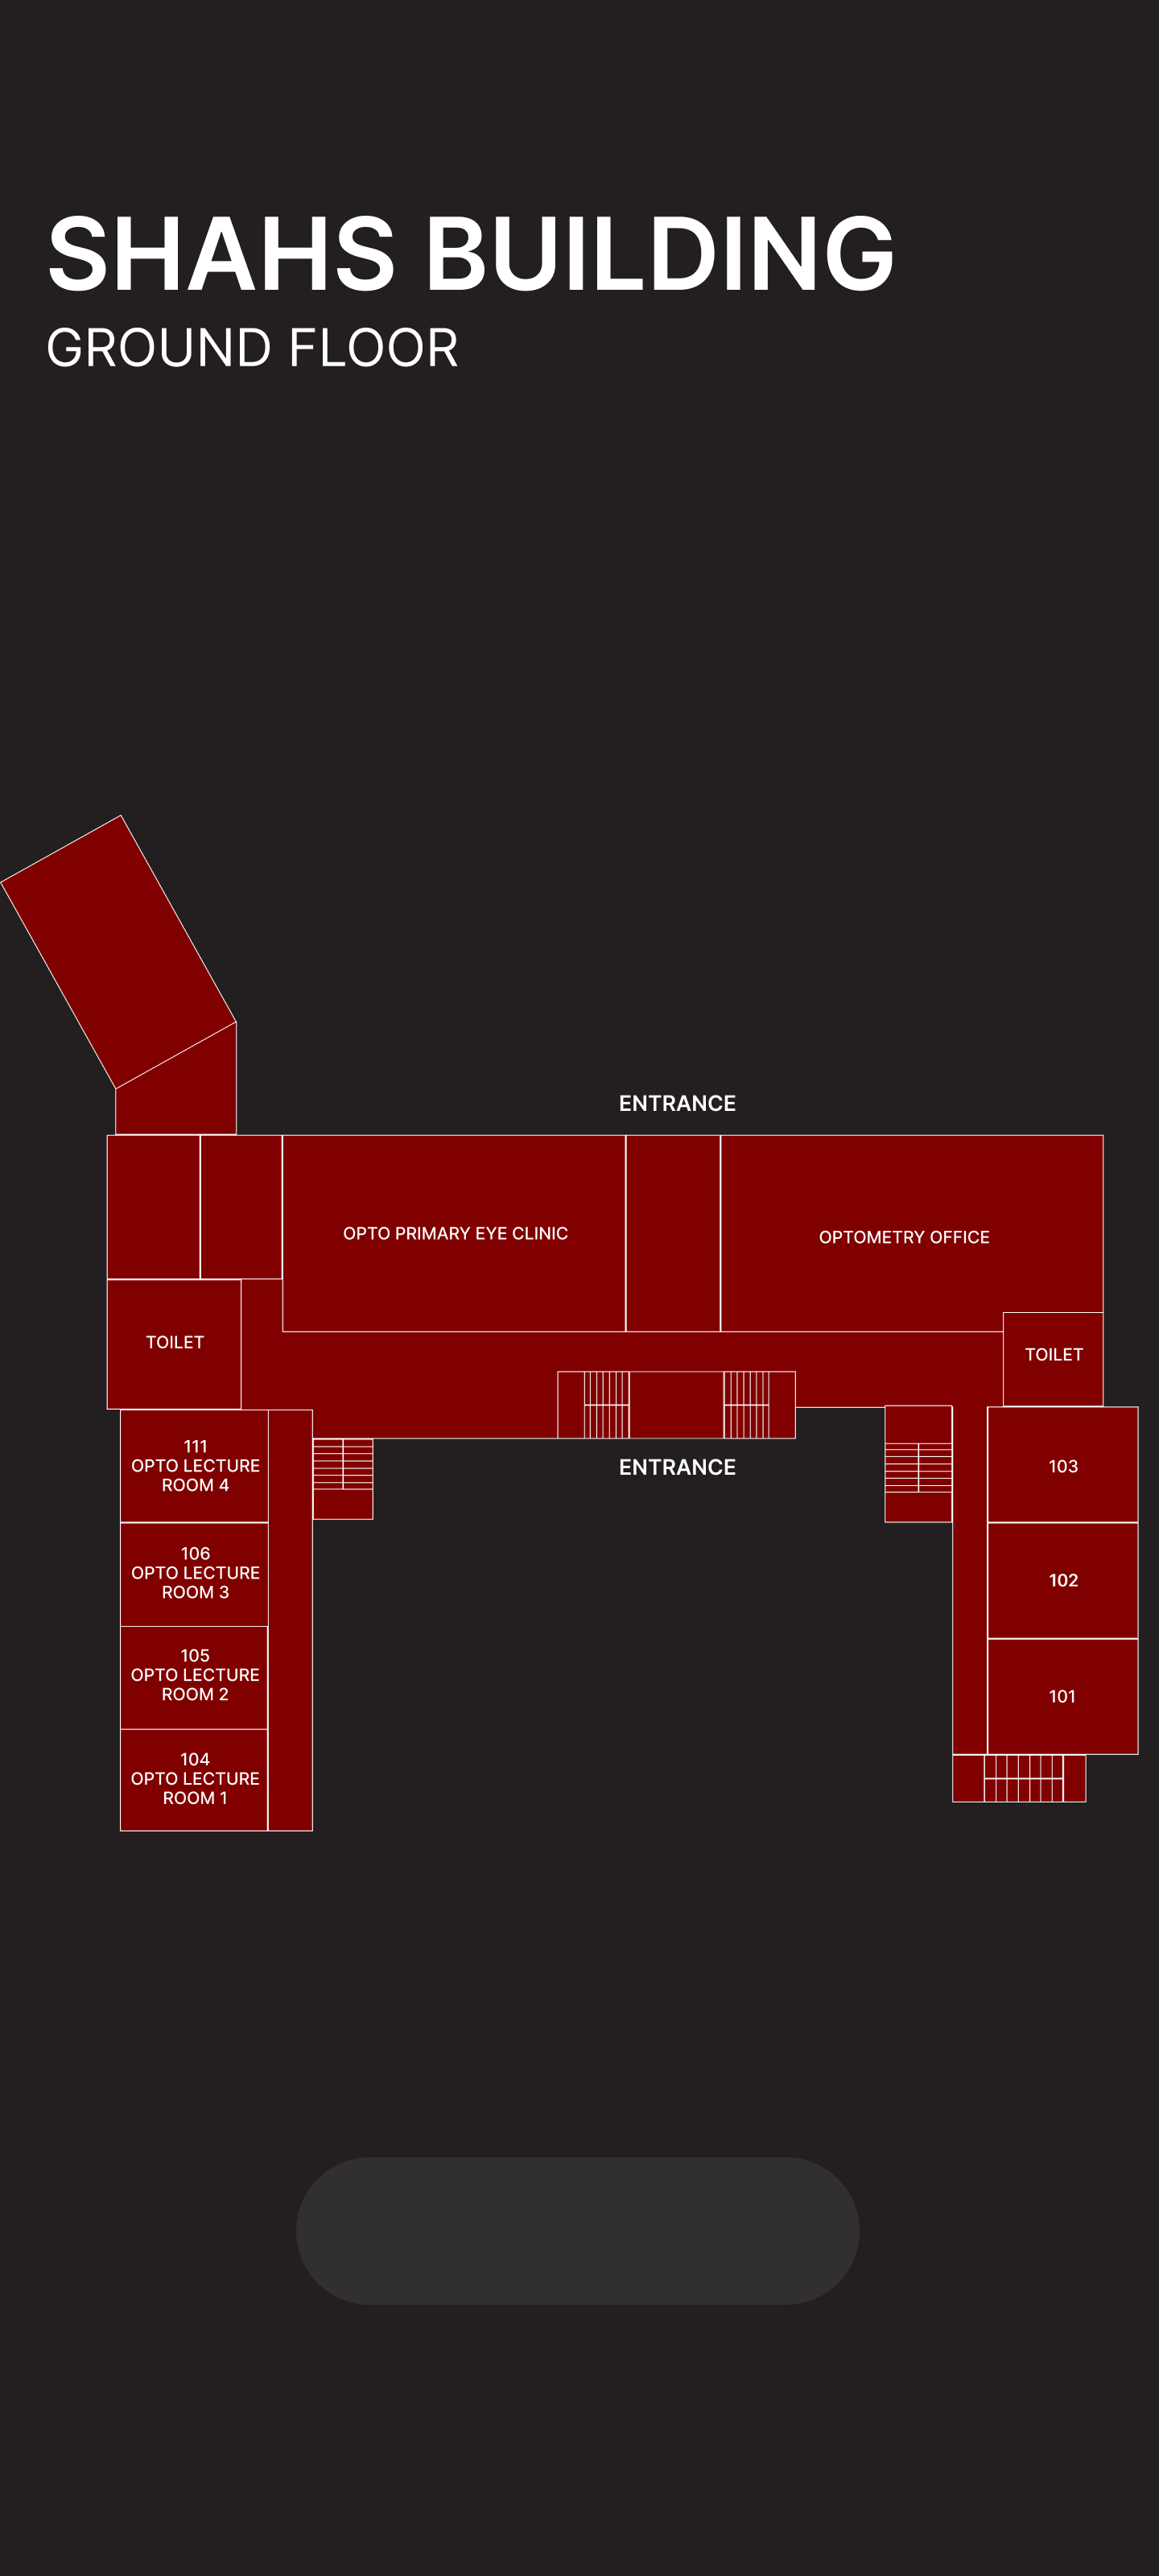 SHAHS BUILDING
GROUND FLOOR
ENTRANCE
OPTO PRIMARY EYE CLINIC
OPTOMETRY OFFICE
TOILET
TOILET
111
OPTO LECTURE
ROOM 4
ENTRANCE
103
106
OPTO LECTURE
ROOM 3
102
105
OPTO LECTURE
ROOM 2
101
104
OPTO LECTURE
ROOM 1